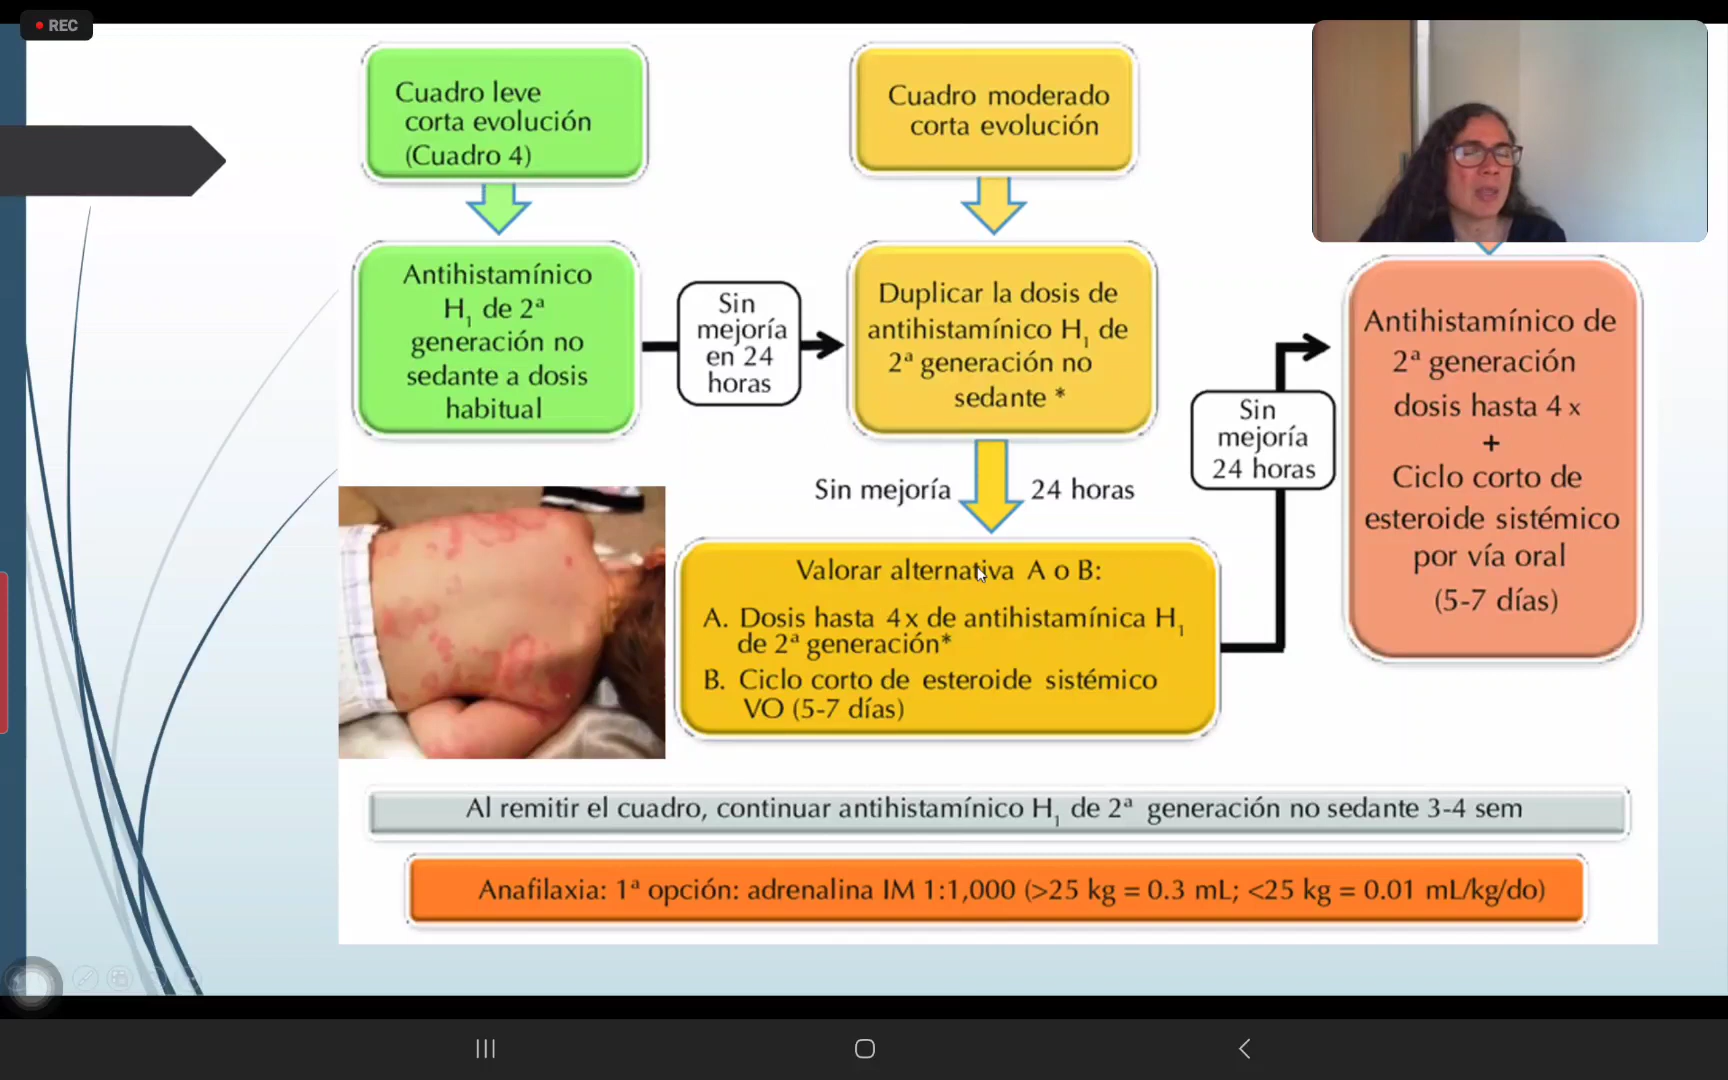 REC
Cuadro leve
corta evolución
(Cuadro 4)
Cuadro moderado
corta evolución
Antihistamínico
H₁ de 2ª
generación no
sedante a dosis
habitual
Sin
mejoría
en 24
horas
Duplicar la dosis de
antihistamínico H₁ de
2ª generación no
sedante *
Sin mejoría 24 horas
Valorar alternativa A o B:
A. Dosis hasta 4x de antihistamínica H₁
de 2ª generación*
B. Ciclo corto de esteroide sistémico
VO (5-7 días)
Sin
mejoría
24 horas
Antihistamínico de
2ª generación
dosis hasta 4 x
+
Ciclo corto de
esteroide sistémico
por vía oral
(5-7 días)
Al remitir el cuadro, continuar antihistamínico H₁ de 2ª generación no sedante 3-4 sem
Anafilaxia: 1ª opción: adrenalina IM 1:1,000 (>25 kg = 0.3 mL; <25 kg = 0.01 mL/kg/do)